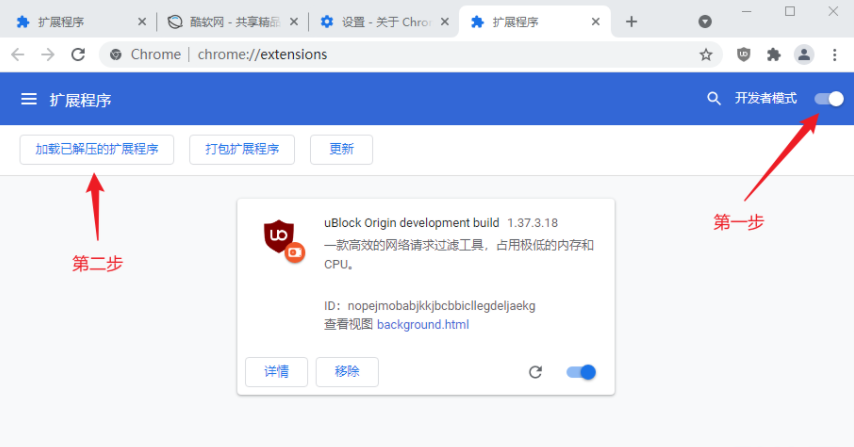 扩展程序
酷软网 - 共享精品
设置 - 关于 Chro
扩展程序
Chrome | chrome://extensions
扩展程序
开发者模式
加载已解压的扩展程序
打包扩展程序
更新
第一步
第二步
uBlock Origin development build 1.37.3.18
一款高效的网络请求过滤工具，占用极低的内存和
CPU。
ID：nopejmobabjkkjbcbbicllegdeljaekg
查看视图 background.html
详情
移除